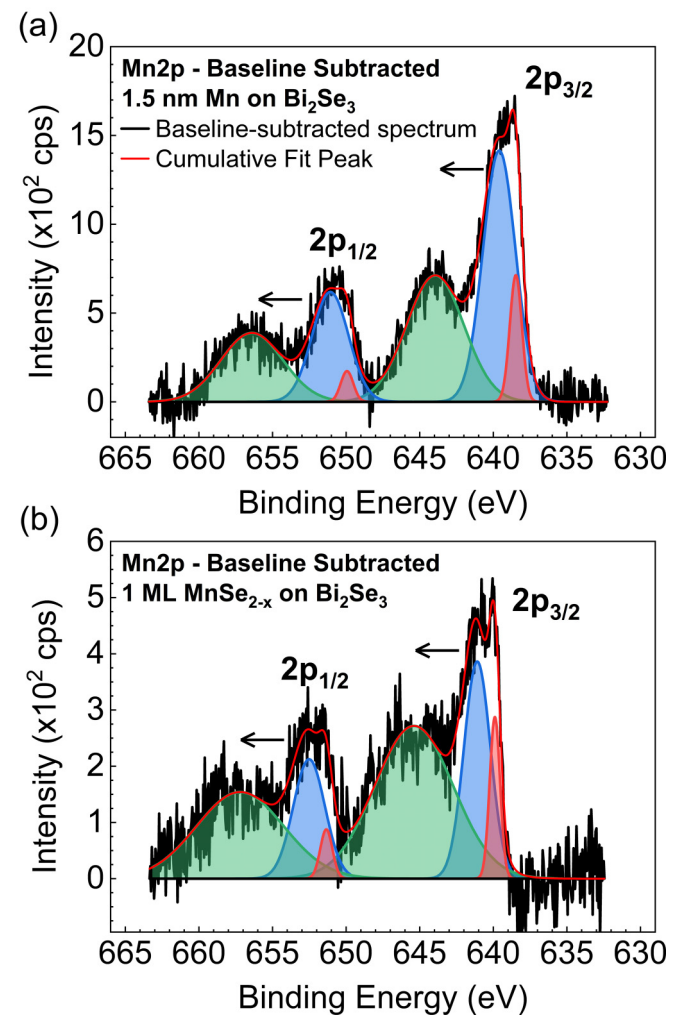 (a)
Mn2p - Baseline Subtracted
1.5 nm Mn on Bi₂Se₃
Baseline-subtracted spectrum
Cumulative Fit Peak
2p₃/₂
2p₁/₂
20
15
10
5
0
Intensity (x10² cps)
665 660 655 650 645 640 635 630
Binding Energy (eV)
(b)
Mn2p - Baseline Subtracted
1 ML MnSe₂₋ₓ on Bi₂Se₃
2p₃/₂
2p₁/₂
6
5
4
3
2
1
0
Intensity (x10² cps)
665 660 655 650 645 640 635 630
Binding Energy (eV)